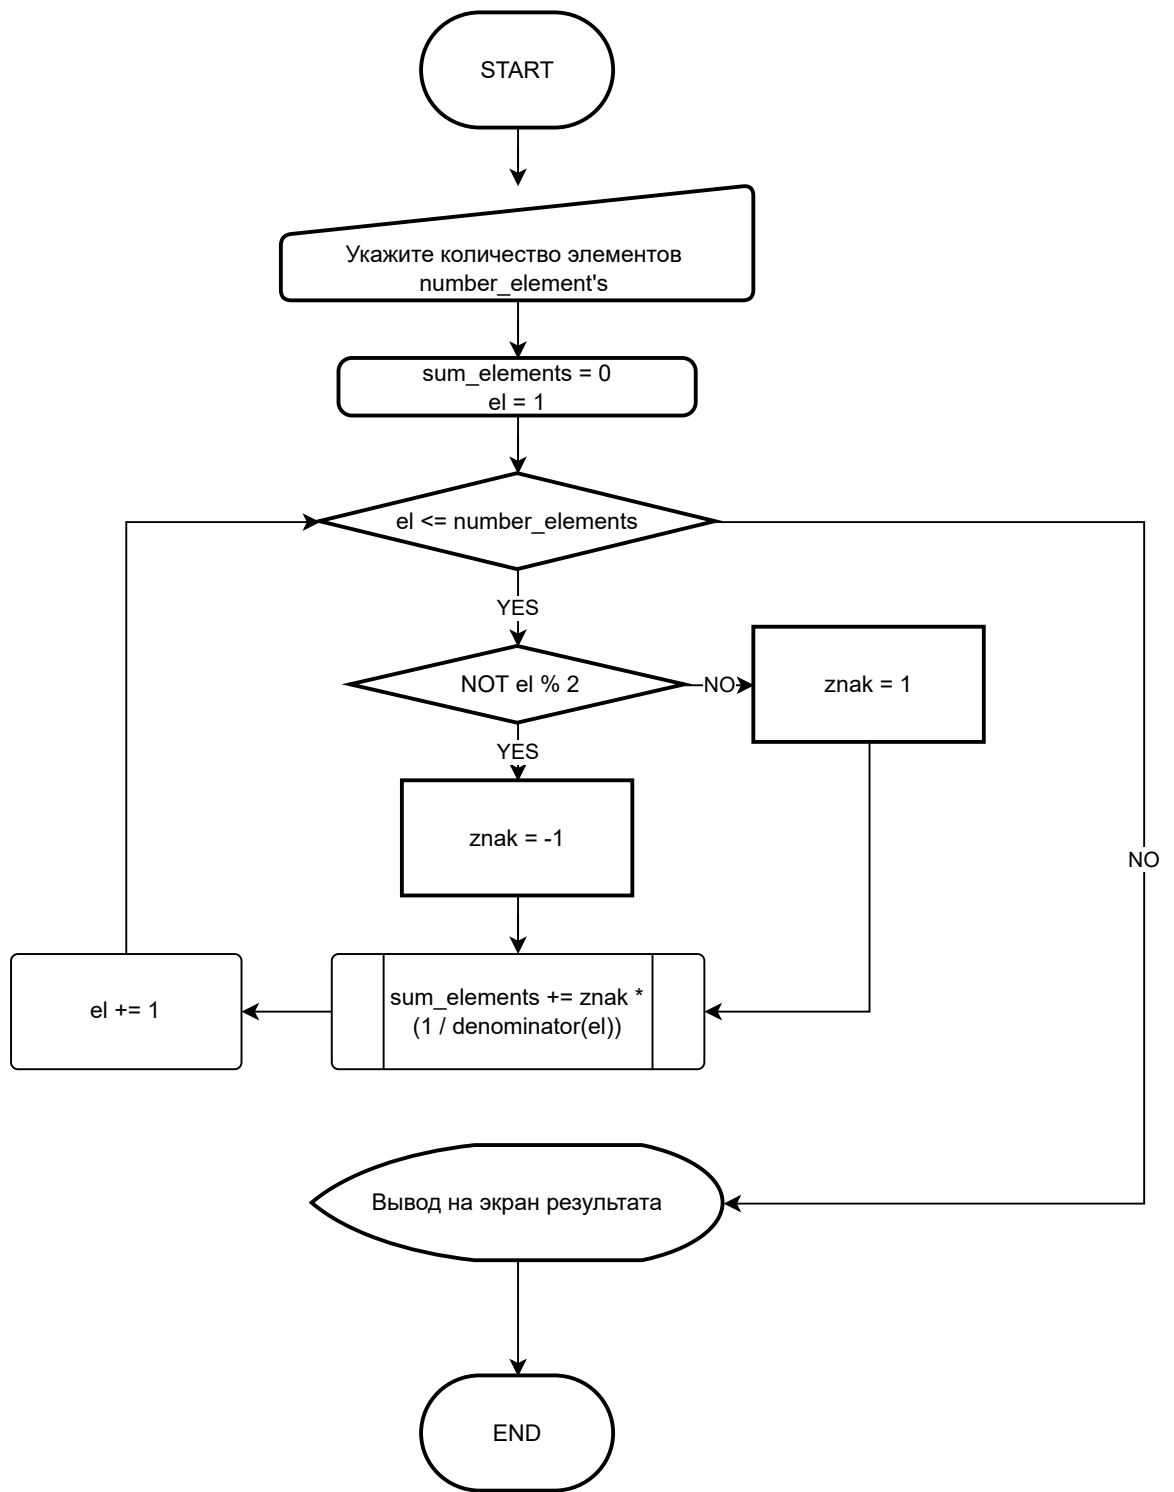 START
Укажите количество элементов
number_element's
sum_elements = 0
el = 1
el <= number_elements
YES
NOT el % 2
NO
znak = 1
YES
znak = -1
NO
el += 1
sum_elements += znak *
(1 / denominator(el))
Вывод на экран результата
END